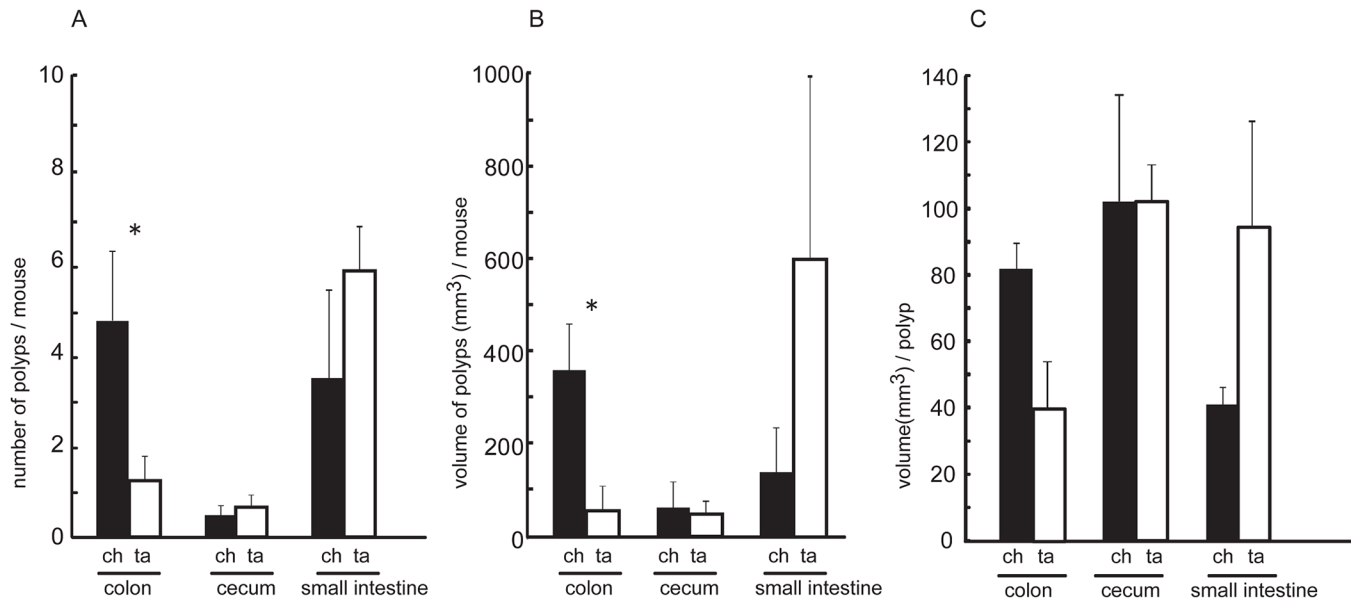 A
number of polyps / mouse
10
8
6
4
2
0
*
ch ta
ch ta
ch ta
colon
cecum
small intestine
B
volume of polyps (mm3) / mouse
1000
800
600
400
200
0
*
ch ta
ch ta
ch ta
colon
cecum
small intestine
C
volume(mm3) / polyp
140
120
100
80
60
40
20
0
ch ta
ch ta
ch ta
colon
cecum
small intestine